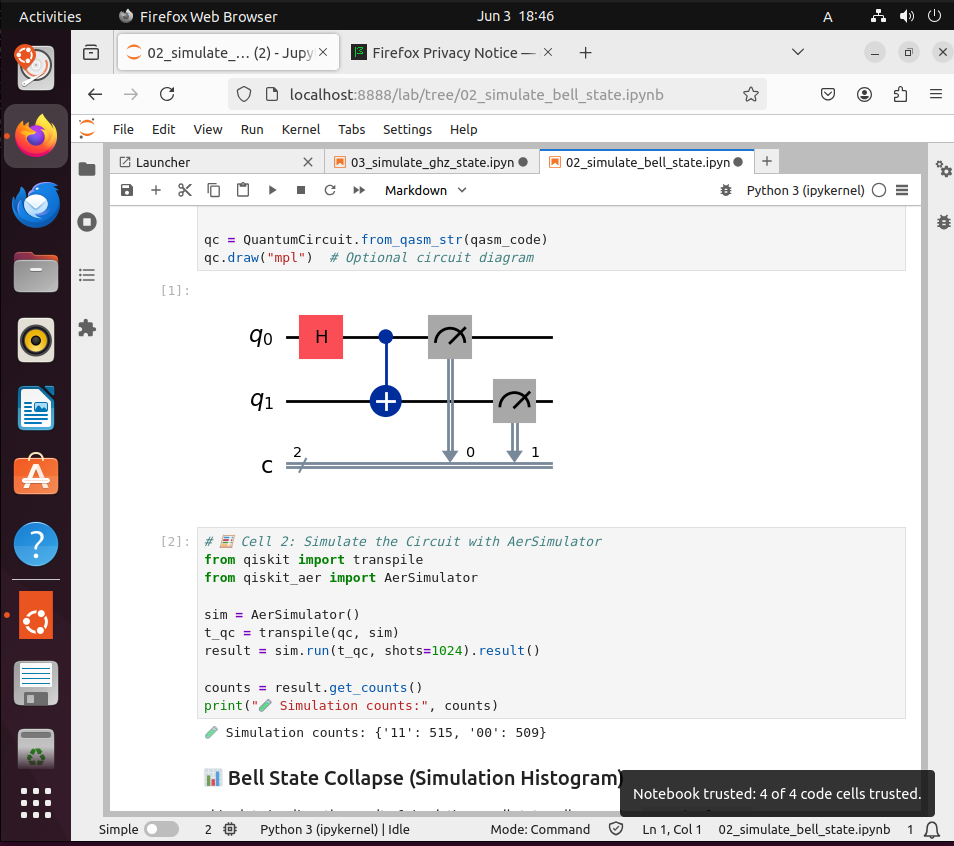 Activities
Firefox Web Browser
Jun 3 18:46
A
02_simulate_... (2) - Jupy
Firefox Privacy Notice —
localhost:8888/lab/tree/02_simulate_bell_state.ipynb
File Edit View Run Kernel Tabs Settings Help
Launcher
03_simulate_ghz_state.ipyn
02_simulate_bell_state.ipyn
Markdown
Python 3 (ipykernel)
qc = QuantumCircuit.from_qasm_str(qasm_code)
qc.draw("mpl")  # Optional circuit diagram
[1]:
q0
H
q1
2
0
1
c
[2]:
# 🧮 Cell 2: Simulate the Circuit with AerSimulator
from qiskit import transpile
from qiskit_aer import AerSimulator
sim = AerSimulator()
t_qc = transpile(qc, sim)
result = sim.run(t_qc, shots=1024).result()
counts = result.get_counts()
print("🧪 Simulation counts:", counts)
🧪 Simulation counts: {'11': 515, '00': 509}
📊 Bell State Collapse (Simulation Histogram)
Notebook trusted: 4 of 4 code cells trusted.
Simple
2
Python 3 (ipykernel) | Idle
Mode: Command
Ln 1, Col 1
02_simulate_bell_state.ipynb
1